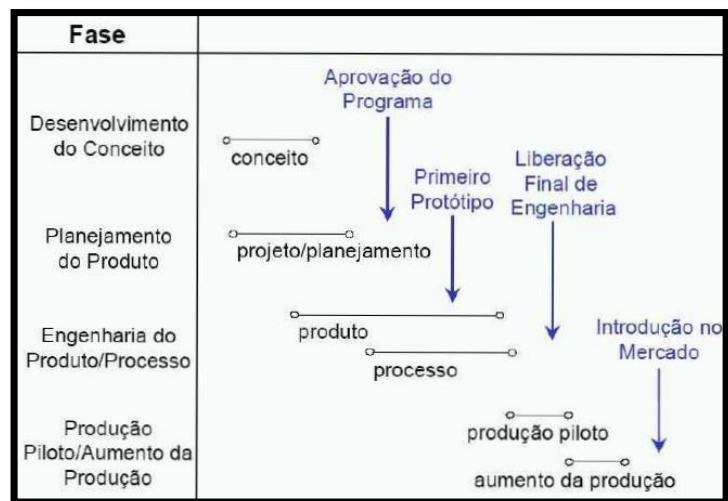 Fase
Aprovação do
Programa
Desenvolvimento
do Conceito
conceito
Primeiro
Protótipo
Liberação
Final de
Engenharia
Planejamento
do Produto
projeto/planejamento
Engenharia do
Produto/Processo
produto
processo
Introdução no
Mercado
Produção
Piloto/Aumento da
Produção
produção piloto
aumento da produção